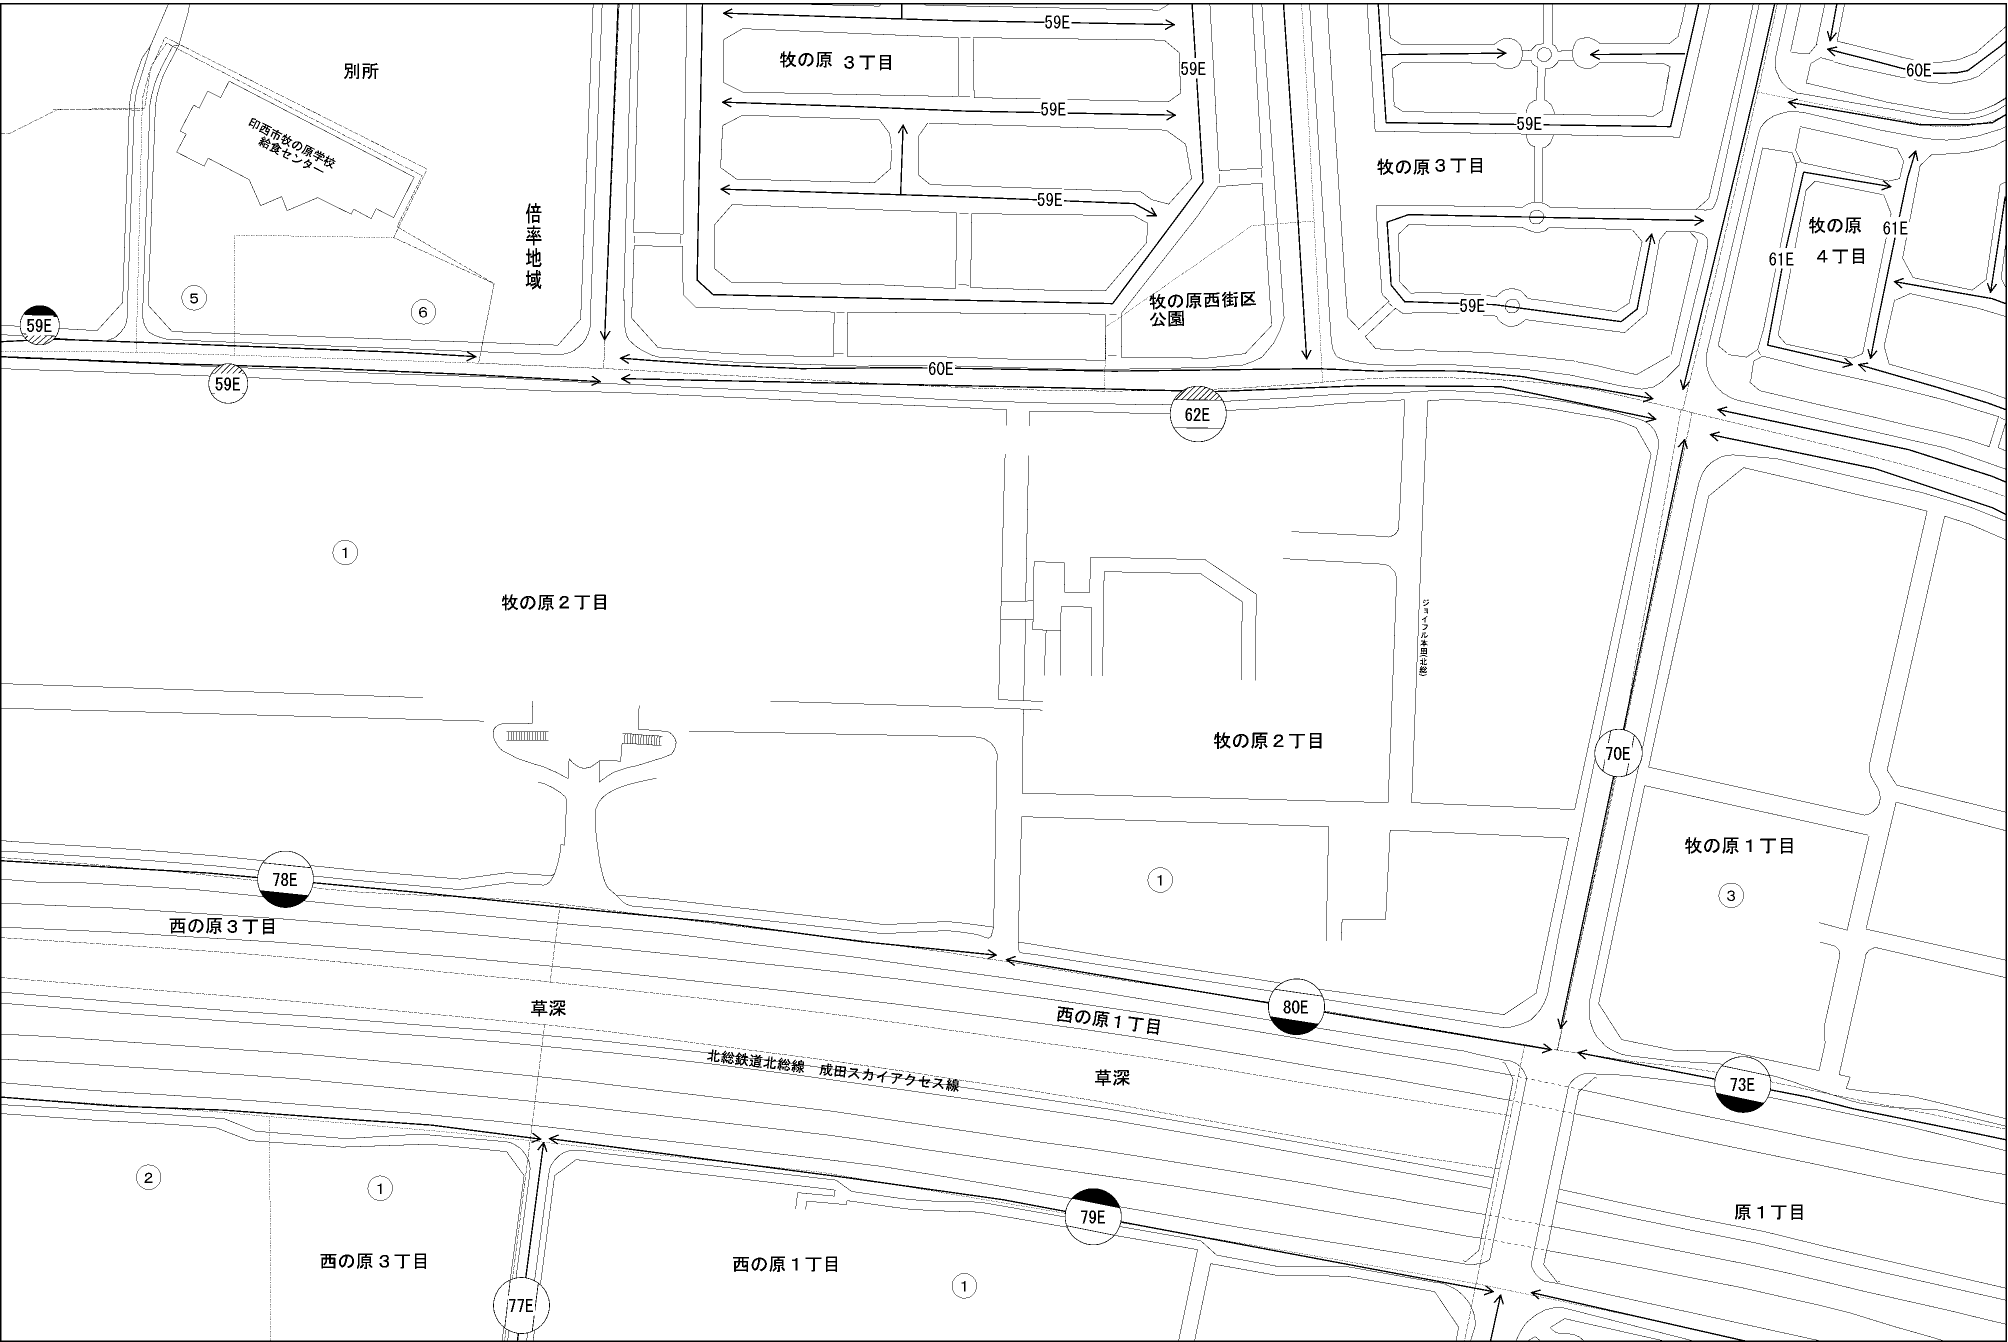 59E
60E
別所
牧の原 3丁目
59E
59E
59E
印西市牧の原学校
給食センター
牧の原3丁目
倍率地域
59E
牧の原
4丁目
61E
61E
5
6
牧の原西街区
公園
59E
59E
59E
60E
62E
1
牧の原2丁目
ジョイフル本田(北総)
牧の原2丁目
70E
牧の原1丁目
78E
1
3
西の原3丁目
草深
80E
西の原1丁目
北総鉄道北総線 成田スカイアクセス線
草深
73E
2
1
79E
原1丁目
西の原3丁目
西の原1丁目
1
77E